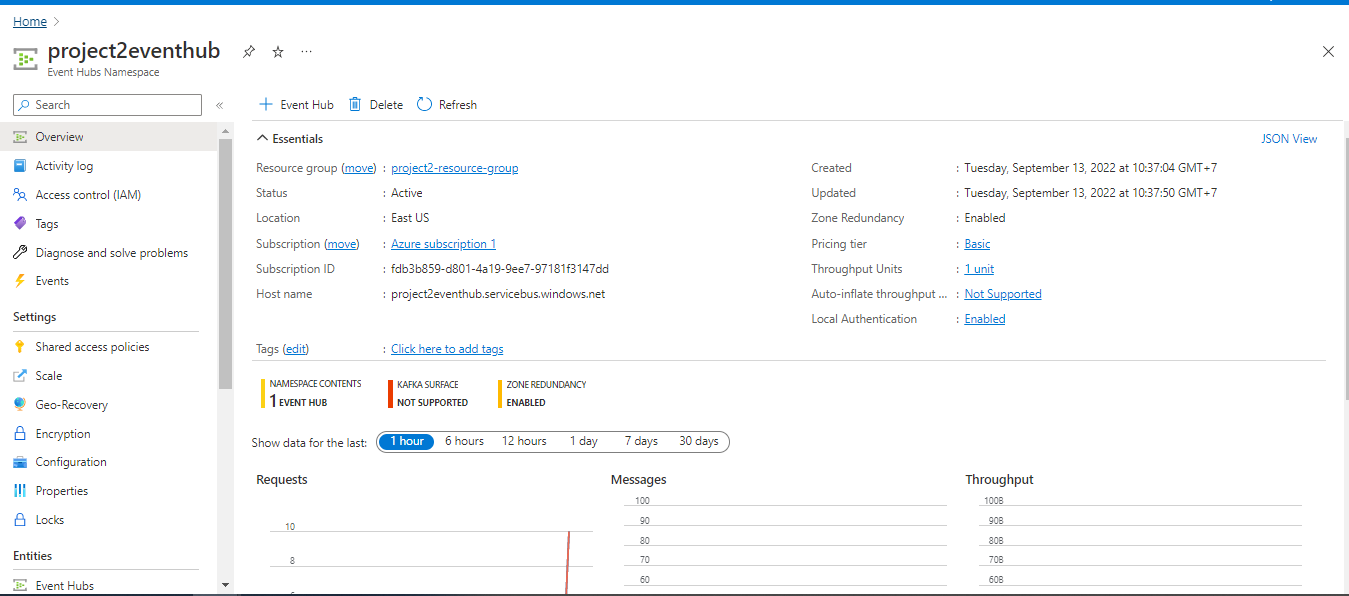 Home
project2eventhub
Event Hubs Namespace
Search
Overview
Activity log
Access control (IAM)
Tags
Diagnose and solve problems
Events
Settings
Shared access policies
Scale
Geo-Recovery
Encryption
Configuration
Properties
Locks
Entities
Event Hubs
Event Hub Delete Refresh
Essentials
JSON View
Resource group (move) : project2-resource-group
Status : Active
Location : East US
Subscription (move) : Azure subscription 1
Subscription ID : fdb3b859-d801-4a19-9ee7-97181f3147dd
Host name : project2eventhub.servicebus.windows.net
Created : Tuesday, September 13, 2022 at 10:37:04 GMT+7
Updated : Tuesday, September 13, 2022 at 10:37:50 GMT+7
Zone Redundancy : Enabled
Pricing tier : Basic
Throughput Units : 1 unit
Auto-inflate throughput ... : Not Supported
Local Authentication : Enabled
Tags (edit) : Click here to add tags
NAMESPACE CONTENTS
1 EVENT HUB
KAFKA SURFACE
NOT SUPPORTED
ZONE REDUNDANCY
ENABLED
Show data for the last: 1 hour 6 hours 12 hours 1 day 7 days 30 days
Requests
10
8
Messages
100
90
80
70
60
Throughput
100B
90B
80B
70B
60B